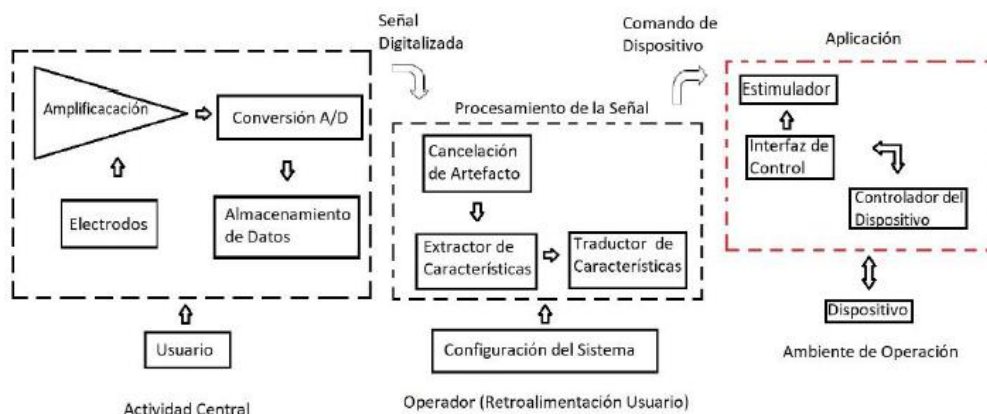 Señal
Digitalizada
Comando de
Dispositivo
Aplicación
Amplificacación
Conversión A/D
Electrodos
Almacenamiento
de Datos
Usuario
Actividad Central
Procesamiento de la Señal
Cancelación
de Artefacto
Extractor de
Características
Traductor de
Características
Configuración del Sistema
Operador (Retroalimentación Usuario)
Estimulador
Interfaz de
Control
Controlador del
Dispositivo
Dispositivo
Ambiente de Operación